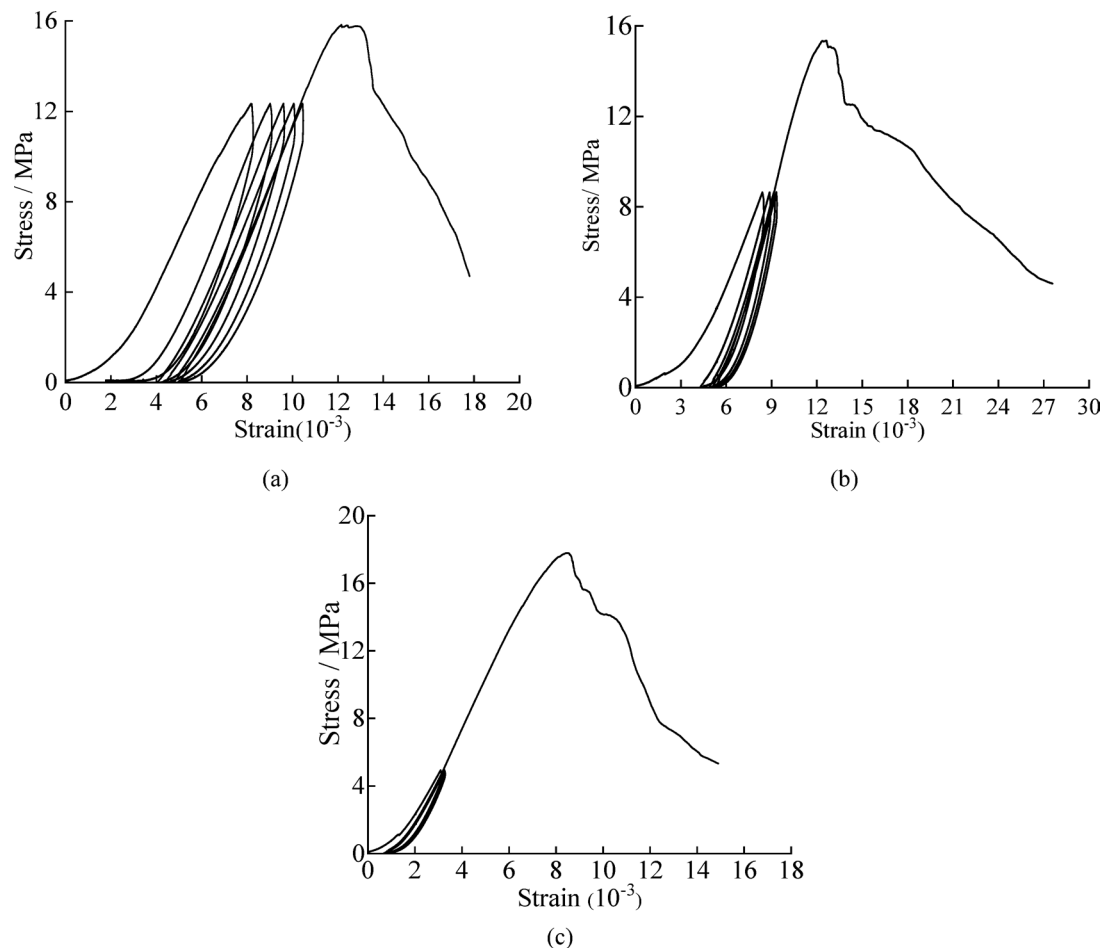 16
12
8
4
0
Stress / MPa
0 2 4 6 8 10 12 14 16 18 20
Strain(10-3)
(a)
16
12
8
4
0
Stress/ MPa
0 3 6 9 12 15 18 21 24 27 30
Strain (10-3)
(b)
20
16
12
8
4
0
Stress / MPa
0 2 4 6 8 10 12 14 16 18
Strain (10-3)
(c)